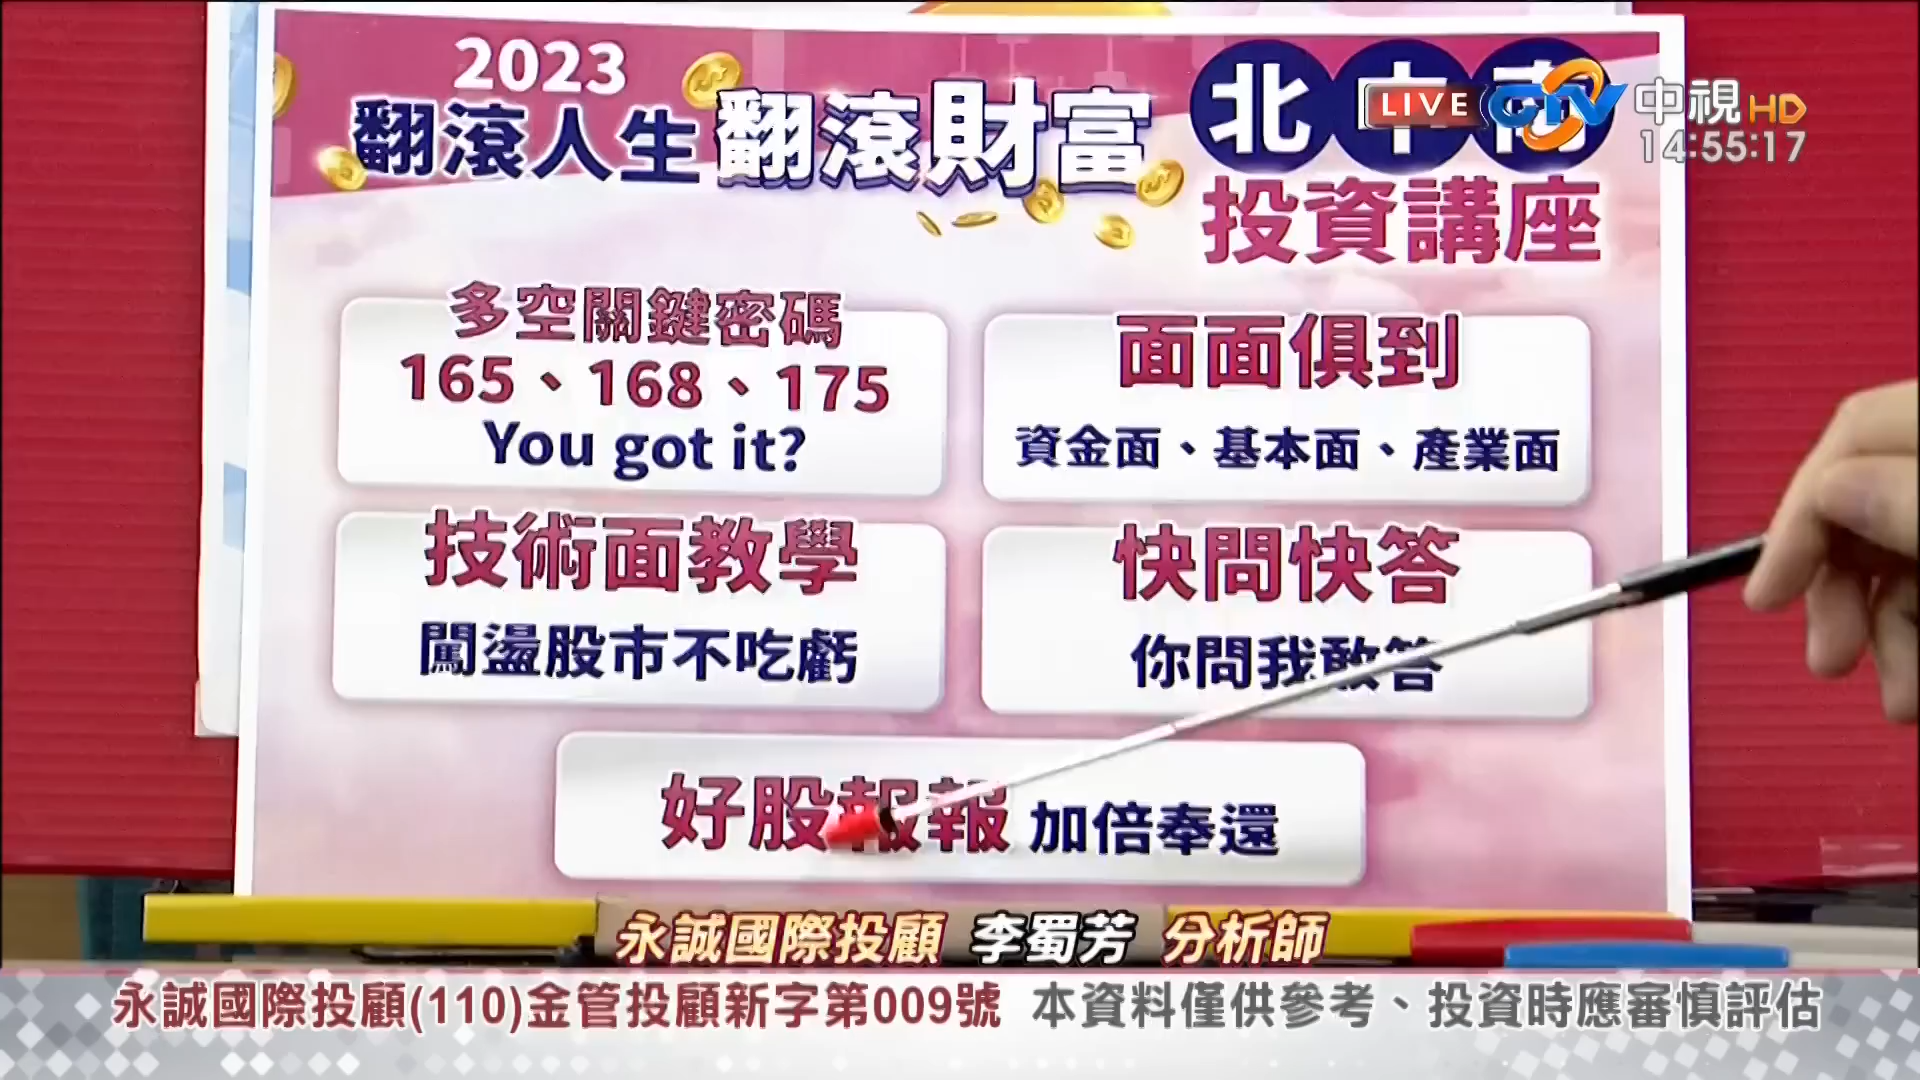 2023
翻滾人生 翻滾財富
北中南
投資講座
LIVE CTV 中視HD
14:55:17
多空關鍵密碼
165、168、175
You got it?
面面俱到
資金面、基本面、產業面
技術面教學
闖盪股市不吃虧
快問快答
你問我敢答
好股報報 加倍奉還
永誠國際投顧 李蜀芳 分析師
永誠國際投顧(110)金管投顧新字第009號 本資料僅供參考、投資時應審慎評估